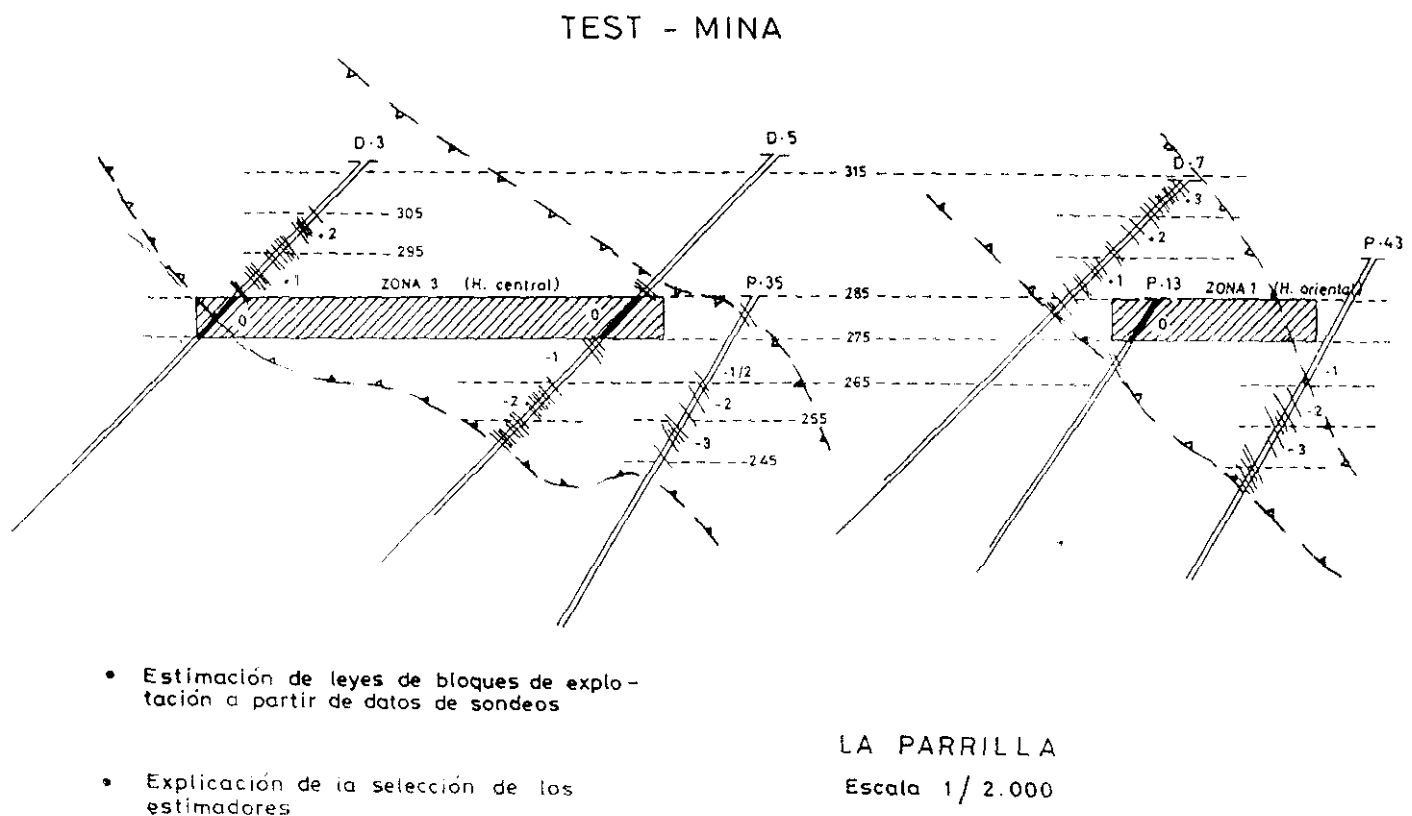 TEST - MINA
D-3
D-5
D-7
315
+3
305
+2
+2
P-43
295
+1
ZONA 3 (H. central)
P-35
+1
285
P-13
ZONA 1 (H. oriental)
0
0
0
275
-1
-1/2
265
-1
-2
-2
-2
255
-3
-3
245
• Estimación de leyes de bloques de explo-
tación a partir de datos de sondeos
LA PARRILLA
• Explicación de la selección de los
estimadores
Escala 1/2.000